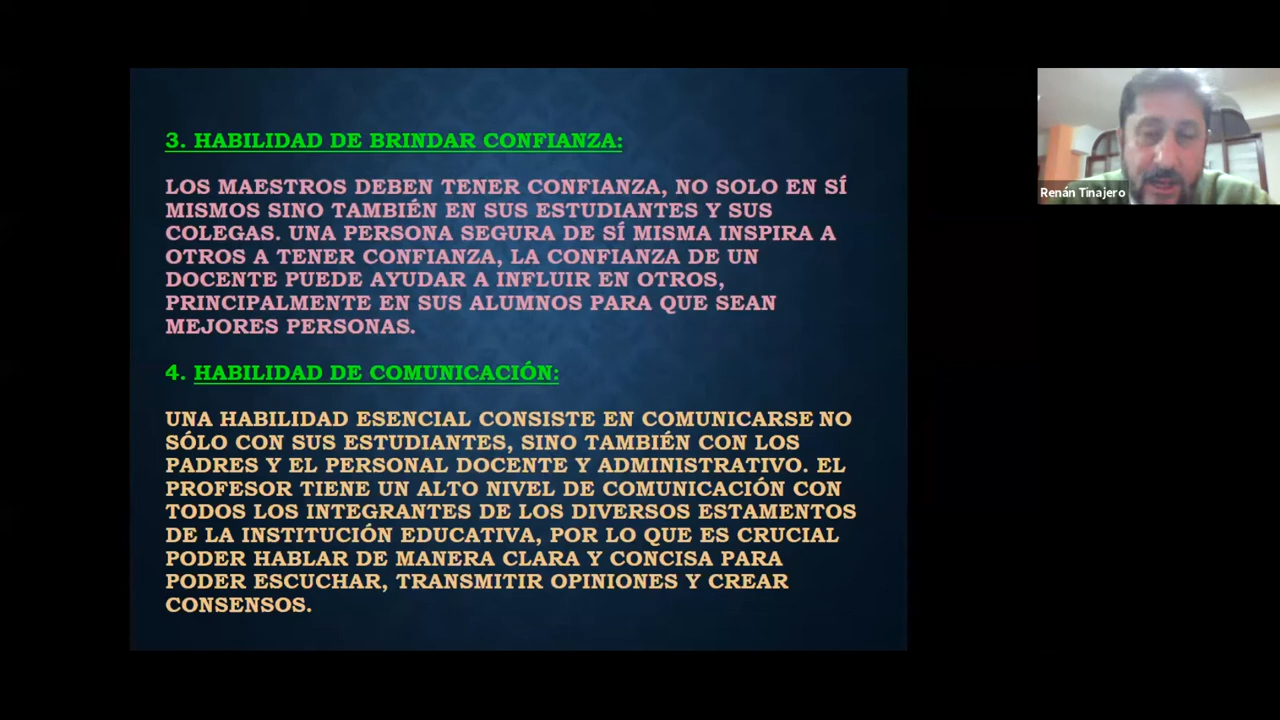 3. HABILIDAD DE BRINDAR CONFIANZA:
LOS MAESTROS DEBEN TENER CONFIANZA, NO SOLO EN SÍ
MISMOS SINO TAMBIÉN EN SUS ESTUDIANTES Y SUS
COLEGAS. UNA PERSONA SEGURA DE SÍ MISMA INSPIRA A
OTROS A TENER CONFIANZA, LA CONFIANZA DE UN
DOCENTE PUEDE AYUDAR A INFLUIR EN OTROS,
PRINCIPALMENTE EN SUS ALUMNOS PARA QUE SEAN
MEJORES PERSONAS.
4. HABILIDAD DE COMUNICACIÓN:
UNA HABILIDAD ESENCIAL CONSISTE EN COMUNICARSE NO
SÓLO CON SUS ESTUDIANTES, SINO TAMBIÉN CON LOS
PADRES Y EL PERSONAL DOCENTE Y ADMINISTRATIVO. EL
PROFESOR TIENE UN ALTO NIVEL DE COMUNICACIÓN CON
TODOS LOS INTEGRANTES DE LOS DIVERSOS ESTAMENTOS
DE LA INSTITUCIÓN EDUCATIVA, POR LO QUE ES CRUCIAL
PODER HABLAR DE MANERA CLARA Y CONCISA PARA
PODER ESCUCHAR, TRANSMITIR OPINIONES Y CREAR
CONSENSOS.
Renán Tinajero